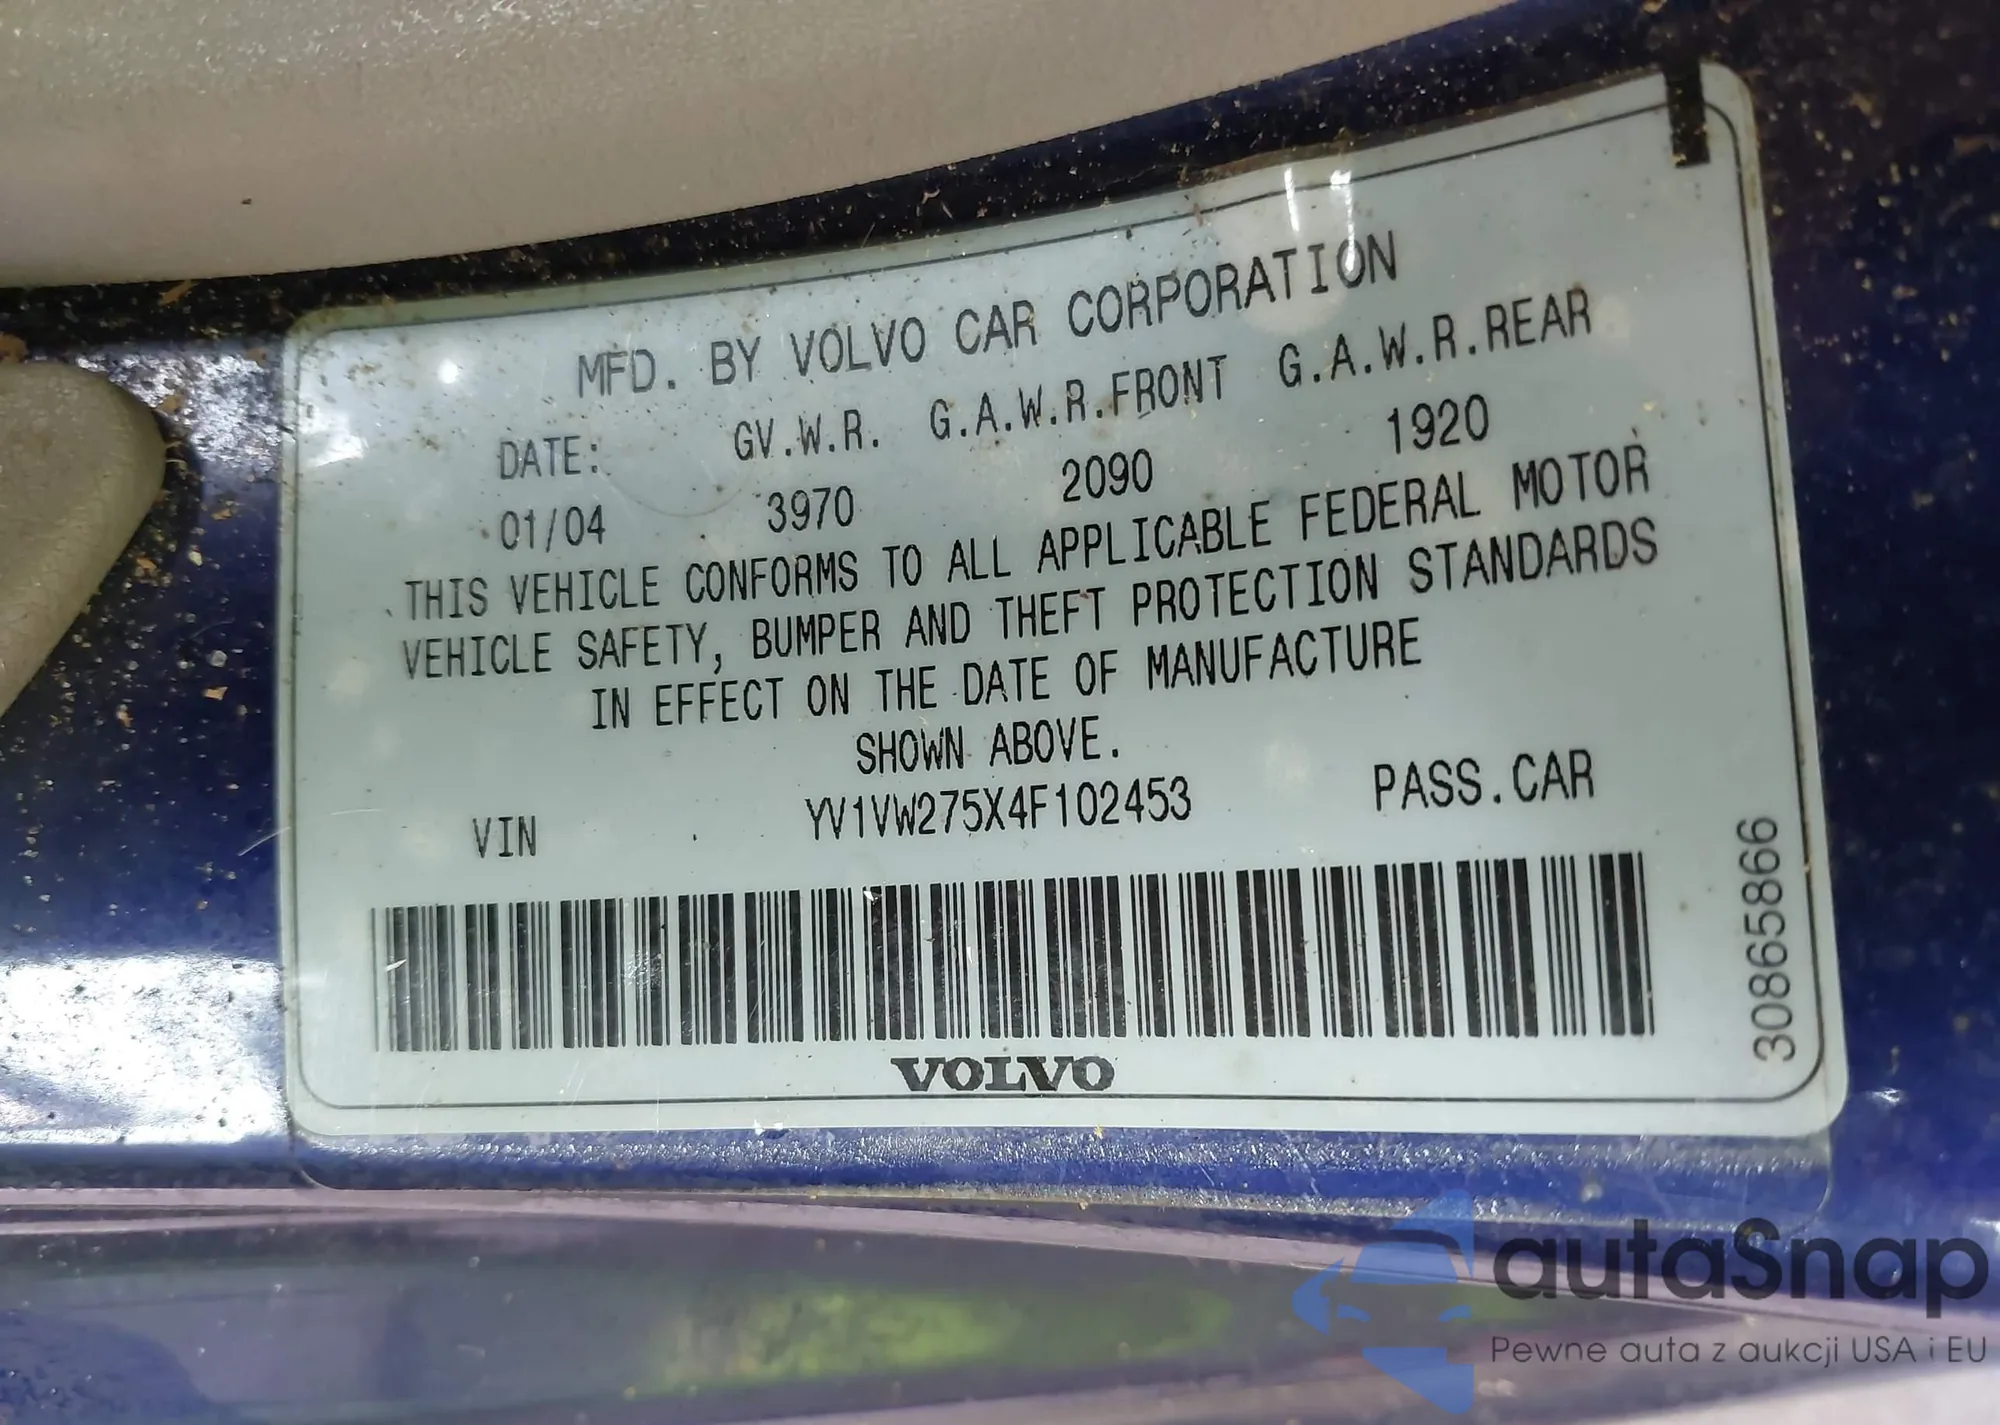 MFD. BY VOLVO CAR CORPORATION
DATE: GV.W.R. G.A.W.R.FRONT G.A.W.R.REAR
01/04 3970 2090 1920
THIS VEHICLE CONFORMS TO ALL APPLICABLE FEDERAL MOTOR
VEHICLE SAFETY, BUMPER AND THEFT PROTECTION STANDARDS
IN EFFECT ON THE DATE OF MANUFACTURE
SHOWN ABOVE.
VIN YV1VW275X4F102453 PASS.CAR
VOLVO
30865866
autaSnap
Pewne auta z aukcji USA i EU